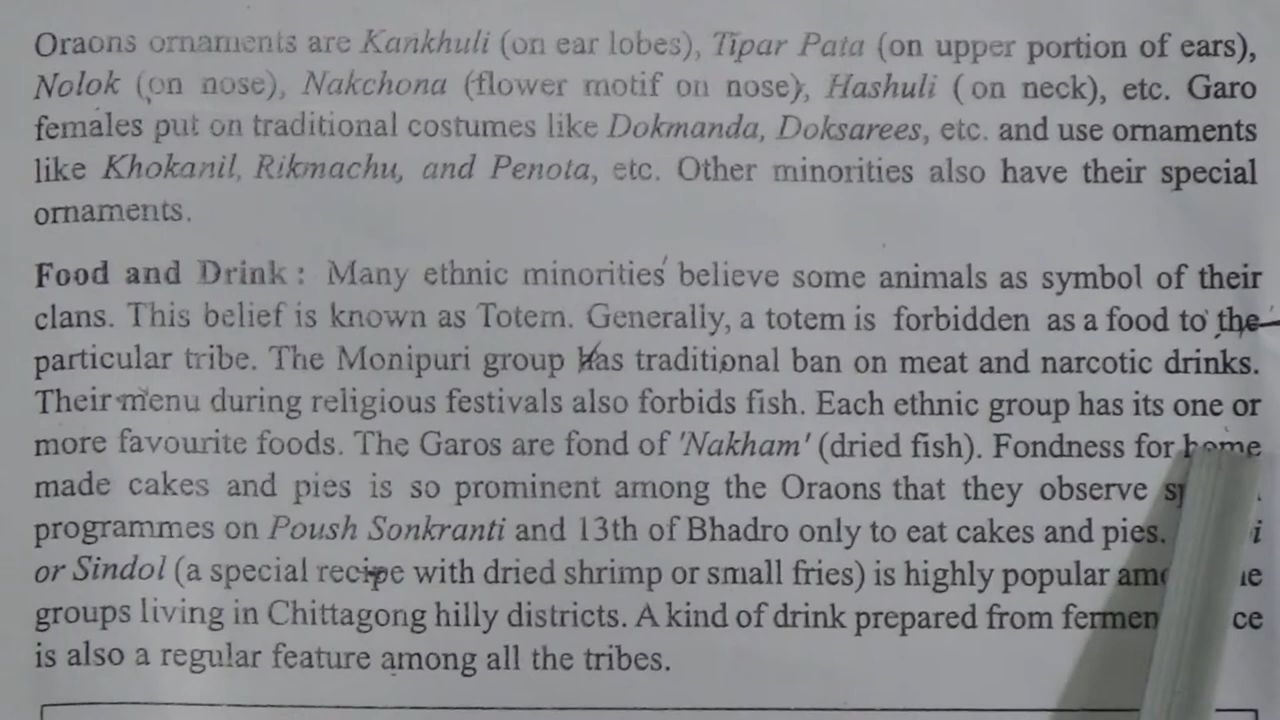 Oraons ornaments are Kankhuli (on ear lobes), Tipar Pata (on upper portion of ears),
Nolok (on nose), Nakchona (flower motif on nose), Hashuli ( on neck), etc. Garo
females put on traditional costumes like Dokmanda, Doksarees, etc. and use ornaments
like Khokanil, Rikmachu, and Penota, etc. Other minorities also have their special
ornaments.
Food and Drink : Many ethnic minorities believe some animals as symbol of their
clans. This belief is known as Totem. Generally, a totem is forbidden as a food to the
particular tribe. The Monipuri group has traditional ban on meat and narcotic drinks.
Their menu during religious festivals also forbids fish. Each ethnic group has its one or
more favourite foods. The Garos are fond of 'Nakham' (dried fish). Fondness for home
made cakes and pies is so prominent among the Oraons that they observe
programmes on Poush Sonkranti and 13th of Bhadro only to eat cakes and pies.
or Sindol (a special recipe with dried shrimp or small fries) is highly popular
groups living in Chittagong hilly districts. A kind of drink prepared from
is also a regular feature among all the tribes.